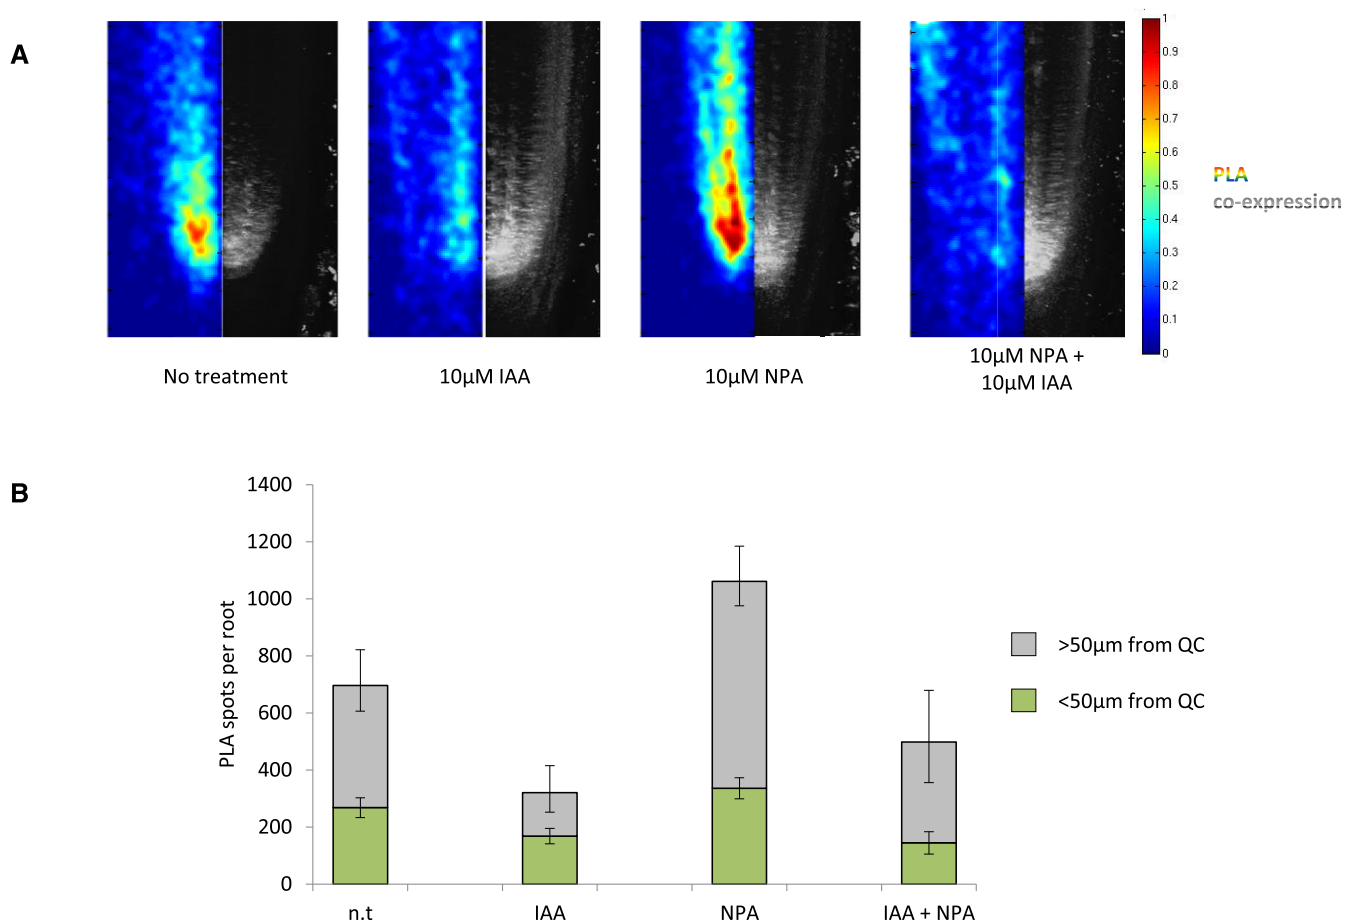 A
1
0.9
0.8
0.7
0.6
0.5
0.4
0.3
0.2
0.1
0
PLA
co-expression
No treatment
10μM IAA
10μM NPA
10μM NPA +
10μM IAA
B
PLA spots per root
1400
1200
1000
800
600
400
200
0
n.t
IAA
NPA
IAA + NPA
>50μm from QC
<50μm from QC